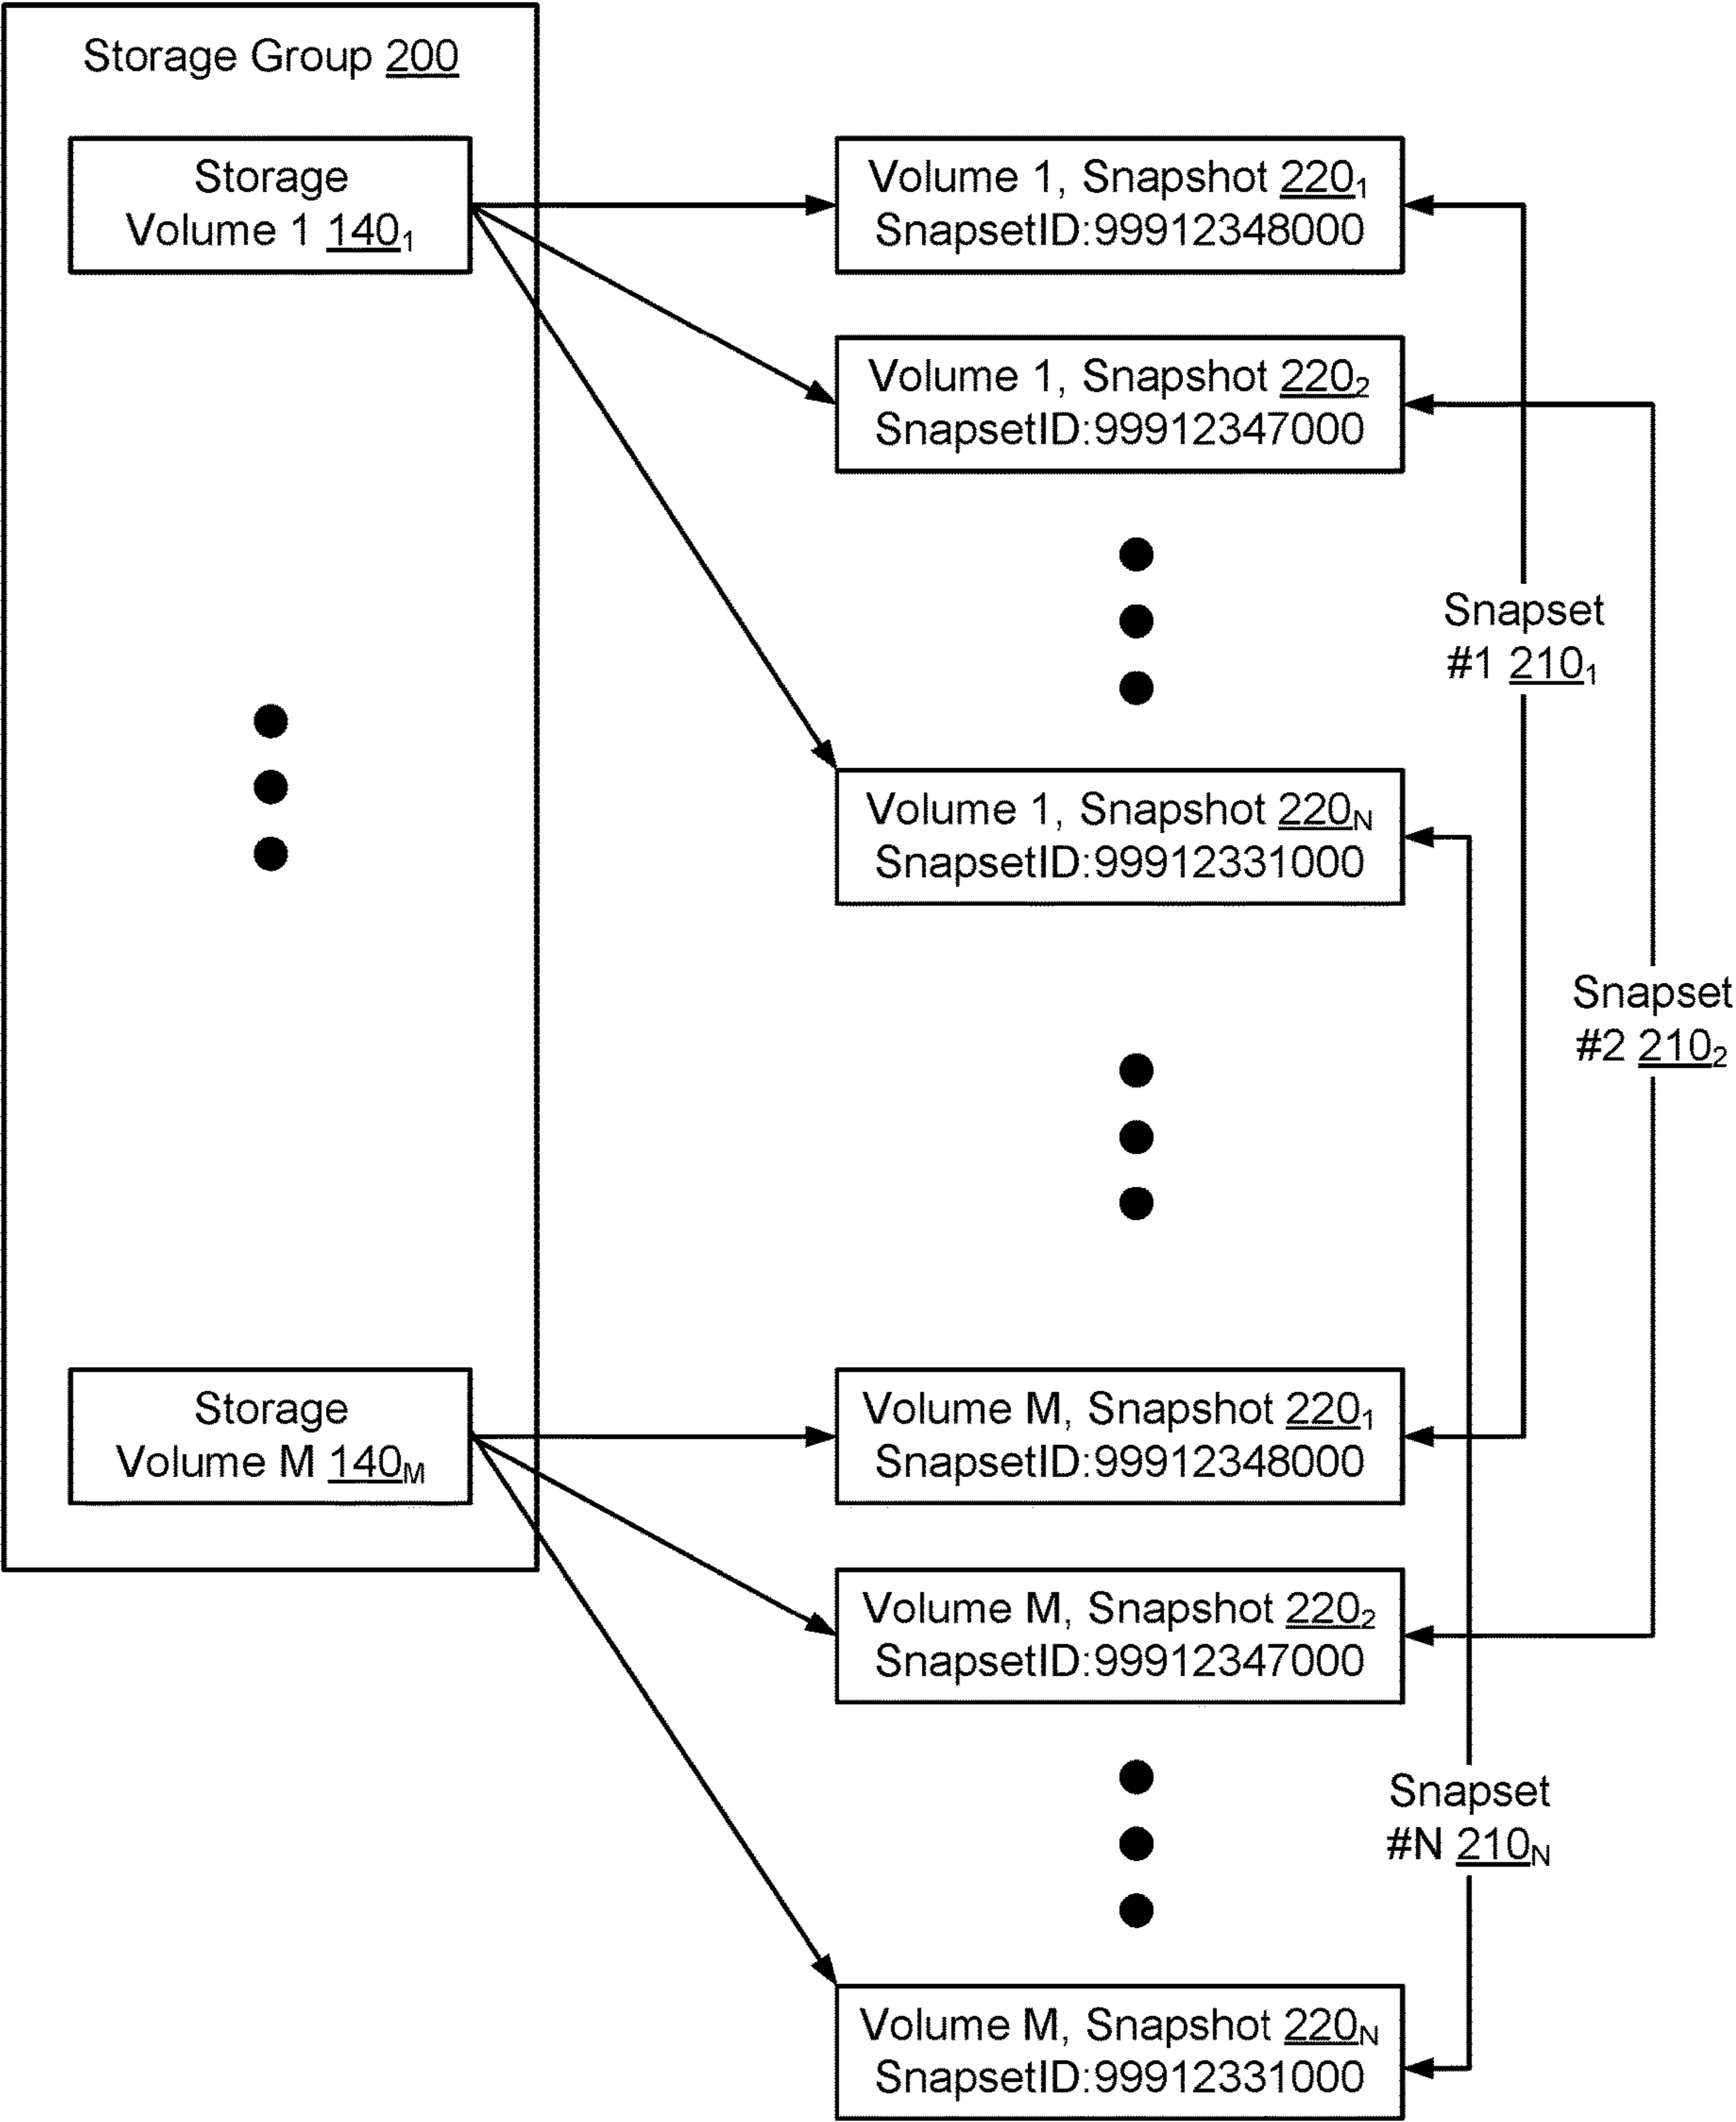 Storage Group 200
Storage
Volume 1 140₁
Volume 1, Snapshot 220₁
SnapsetID:99912348000
Volume 1, Snapshot 220₂
SnapsetID:99912347000
Snapset
#1 210₁
Volume 1, Snapshot 220N
SnapsetID:99912331000
Snapset
#2 210₂
Storage
Volume M 140M
Volume M, Snapshot 220₁
SnapsetID:99912348000
Volume M, Snapshot 220₂
SnapsetID:99912347000
Snapset
#N 210N
Volume M, Snapshot 220N
SnapsetID:99912331000